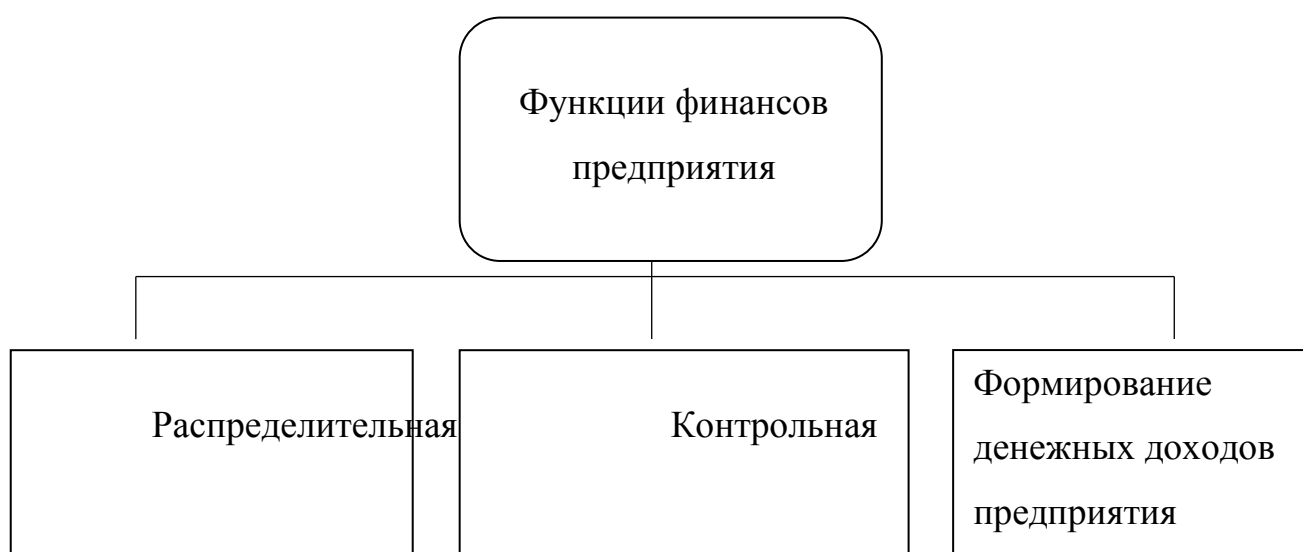 Функции финансов
предприятия
Распределительная
Контрольная
Формирование
денежных доходов
предприятия